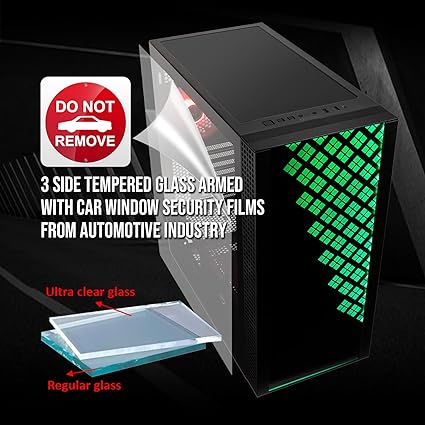 DO NOT
REMOVE
3 SIDE TEMPERED GLASS ARMED
WITH CAR WINDOW SECURITY FILMS
FROM AUTOMOTIVE INDUSTRY
Ultra clear glass
Regular glass